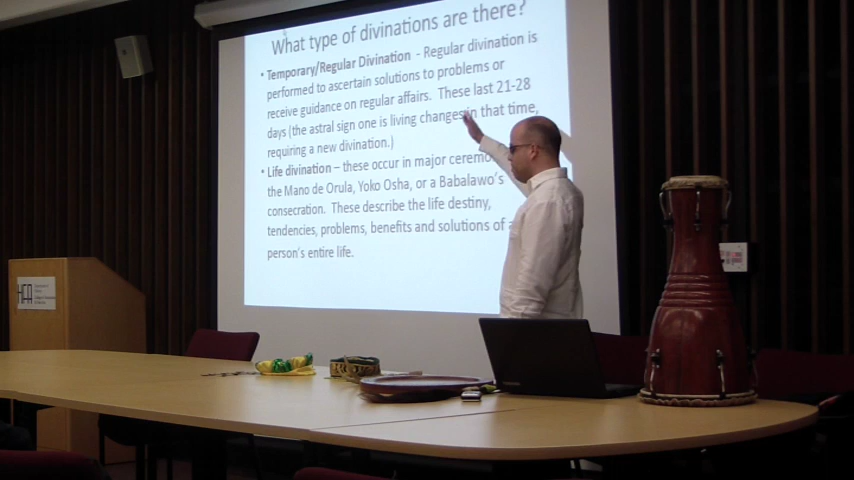 What type of divinations are there?
• Temporary/Regular Divination - Regular divination is
performed to ascertain solutions to problems or
receive guidance on regular affairs. These last 21-28
days (the astral sign one is living changes in that time,
requiring a new divination.)
• Life divination – these occur in major ceremo
the Mano de Orula, Yoko Osha, or a Babalawo's
consecration. These describe the life destiny,
tendencies, problems, benefits and solutions of a
person's entire life.
HFA